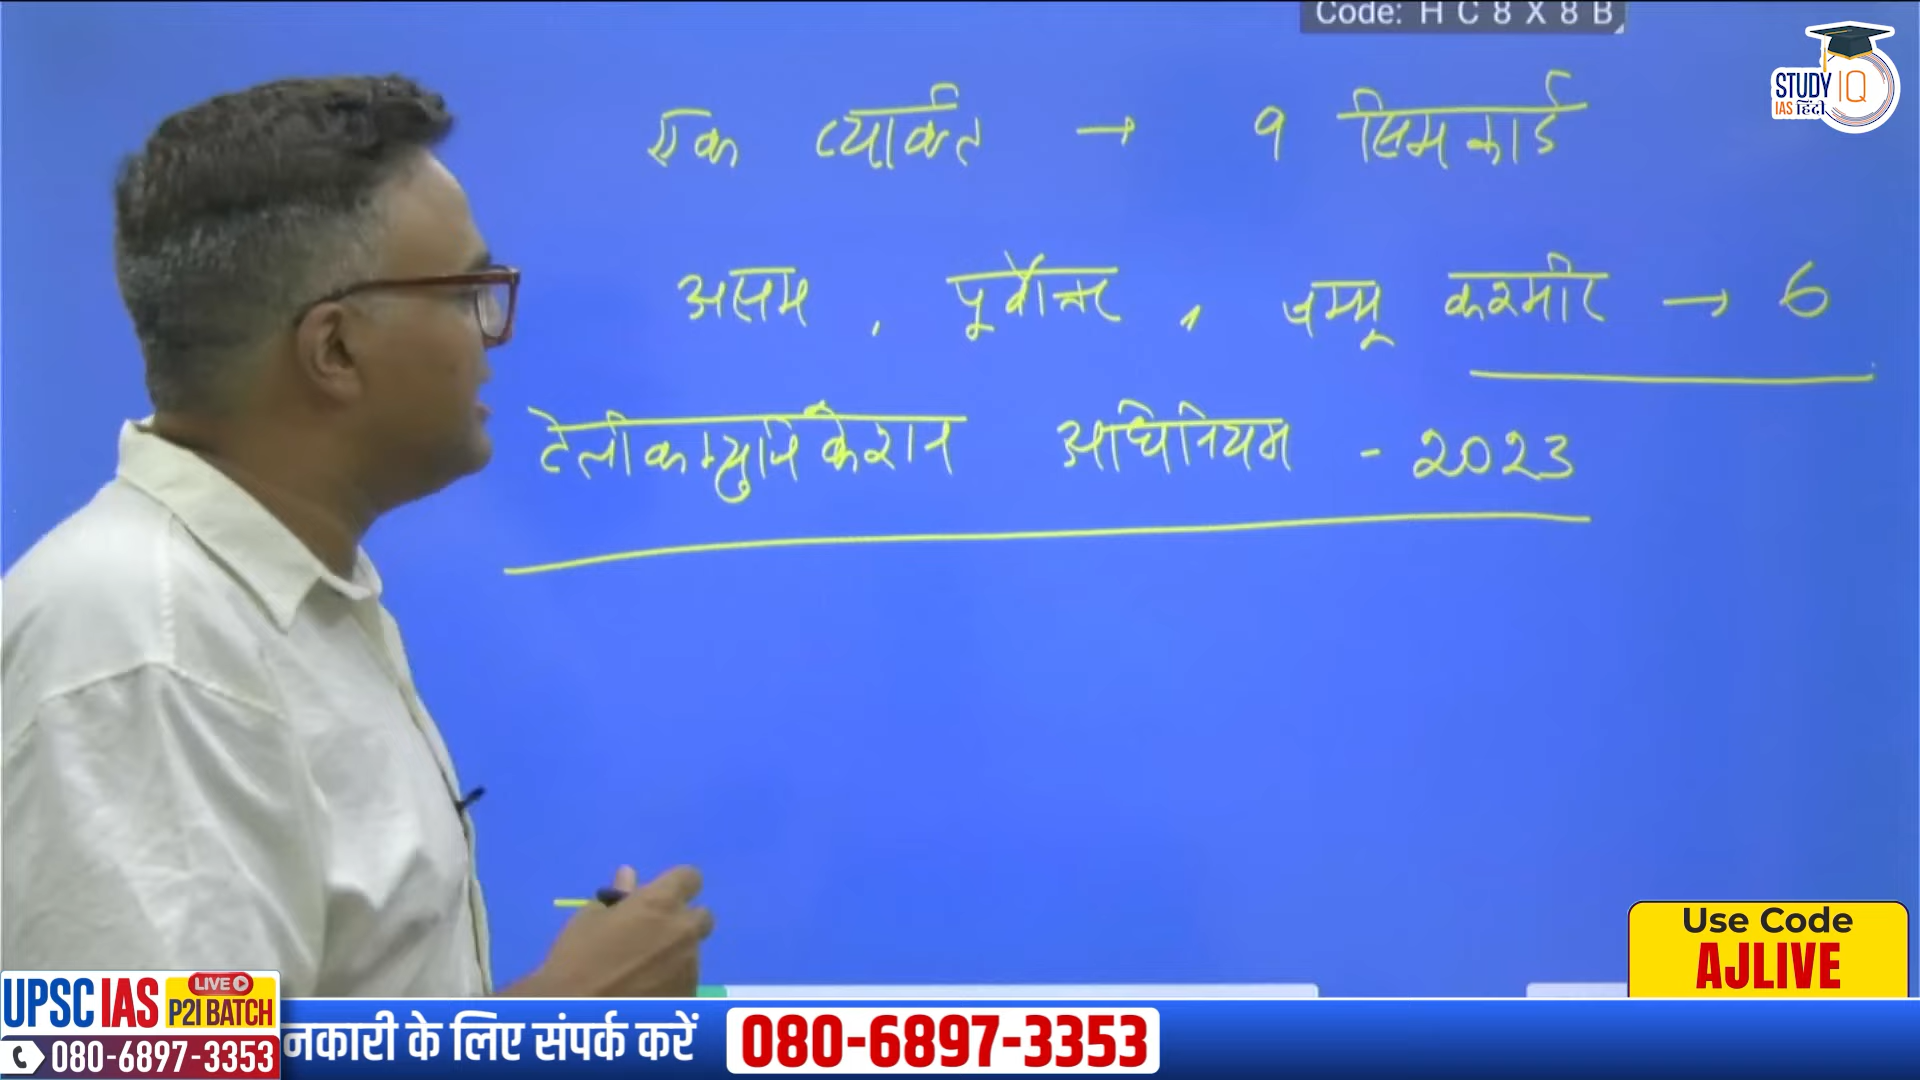 Code: H C 8 X 8 B
STUDY IQ
IAS हिंदी
एक व्यक्ति → 9 सिमकार्ड
असम, पूर्वोत्तर, जम्मू कश्मीर → 6
टेलीकम्युनिकेशन अधिनियम - 2023
Use Code
AJLIVE
UPSC IAS LIVE P2I BATCH
080-6897-3353
नकारी के लिए संपर्क करें 080-6897-3353